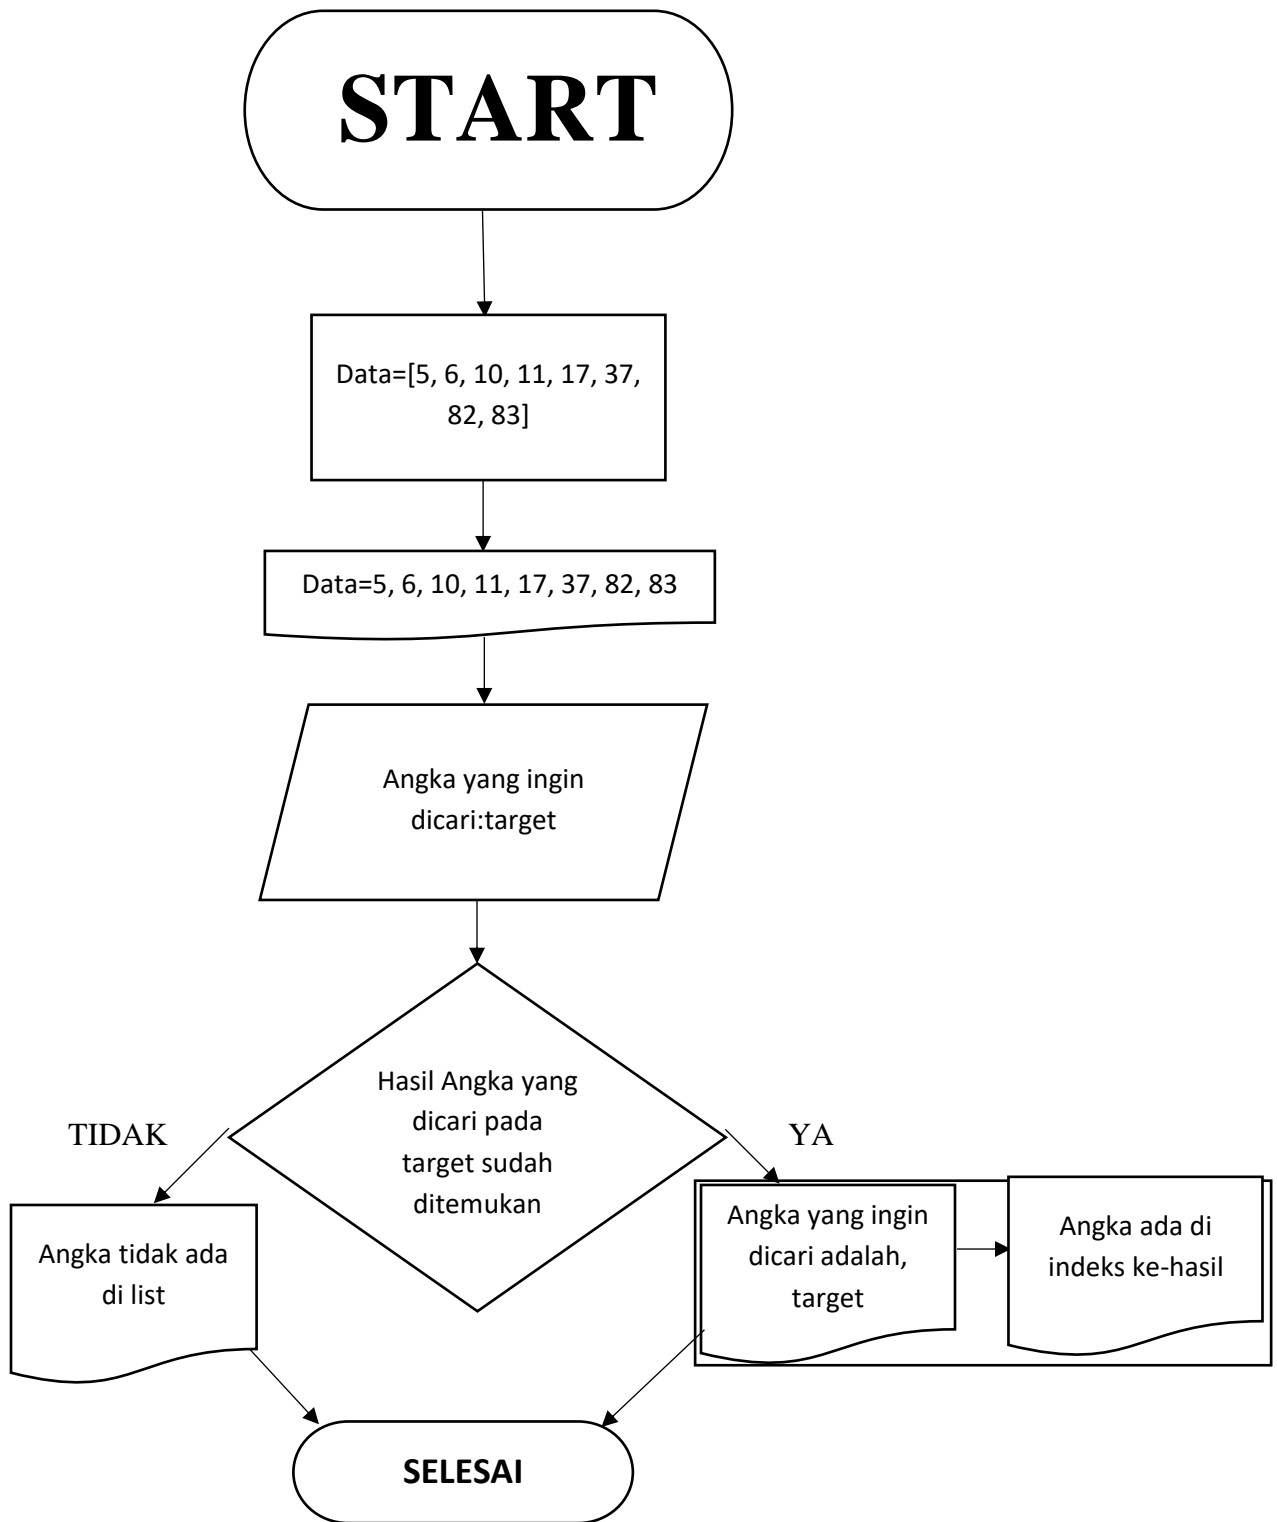 START
Data=[5, 6, 10, 11, 17, 37,
82, 83]
Data=5, 6, 10, 11, 17, 37, 82, 83
Angka yang ingin
dicari:target
Hasil Angka yang
dicari pada
target sudah
ditemukan
TIDAK
YA
Angka tidak ada
di list
Angka yang ingin
dicari adalah,
target
Angka ada di
indeks ke-hasil
SELESAI